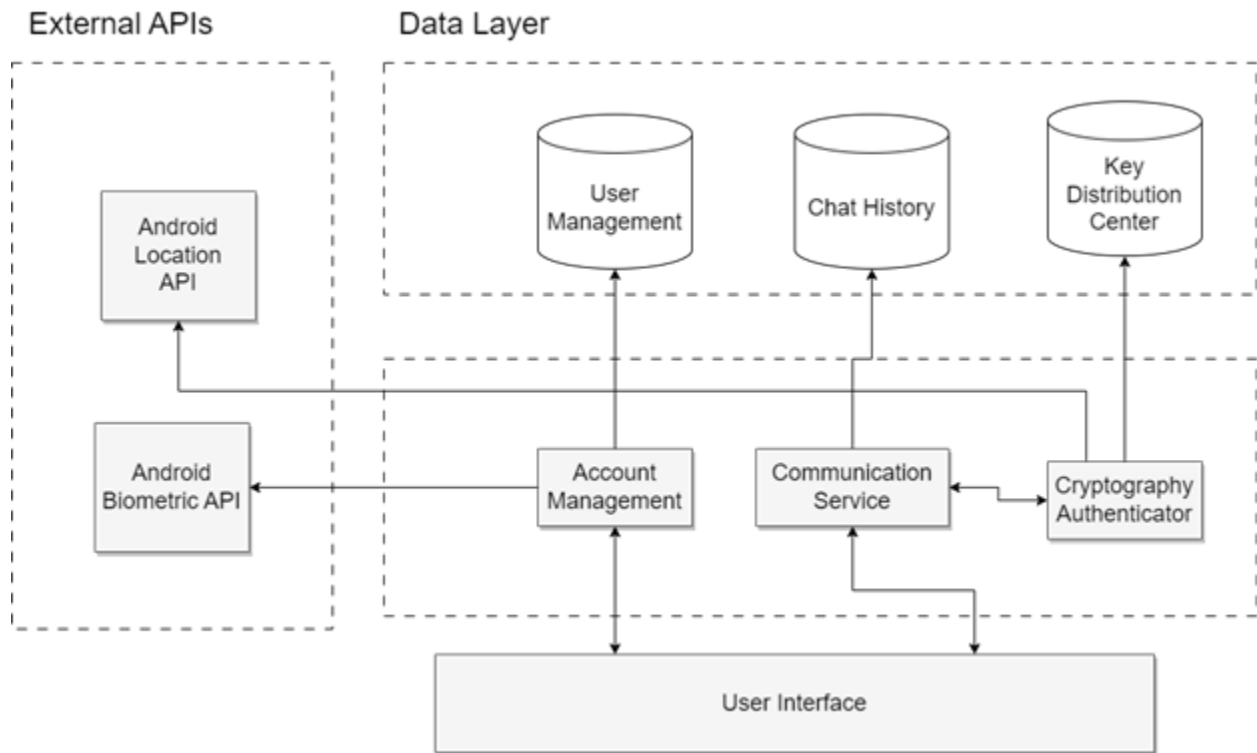 External APIs
Data Layer
User
Management
Chat History
Key
Distribution
Center
Android
Location
API
Android
Biometric API
Account
Management
Communication
Service
Cryptography
Authenticator
User Interface